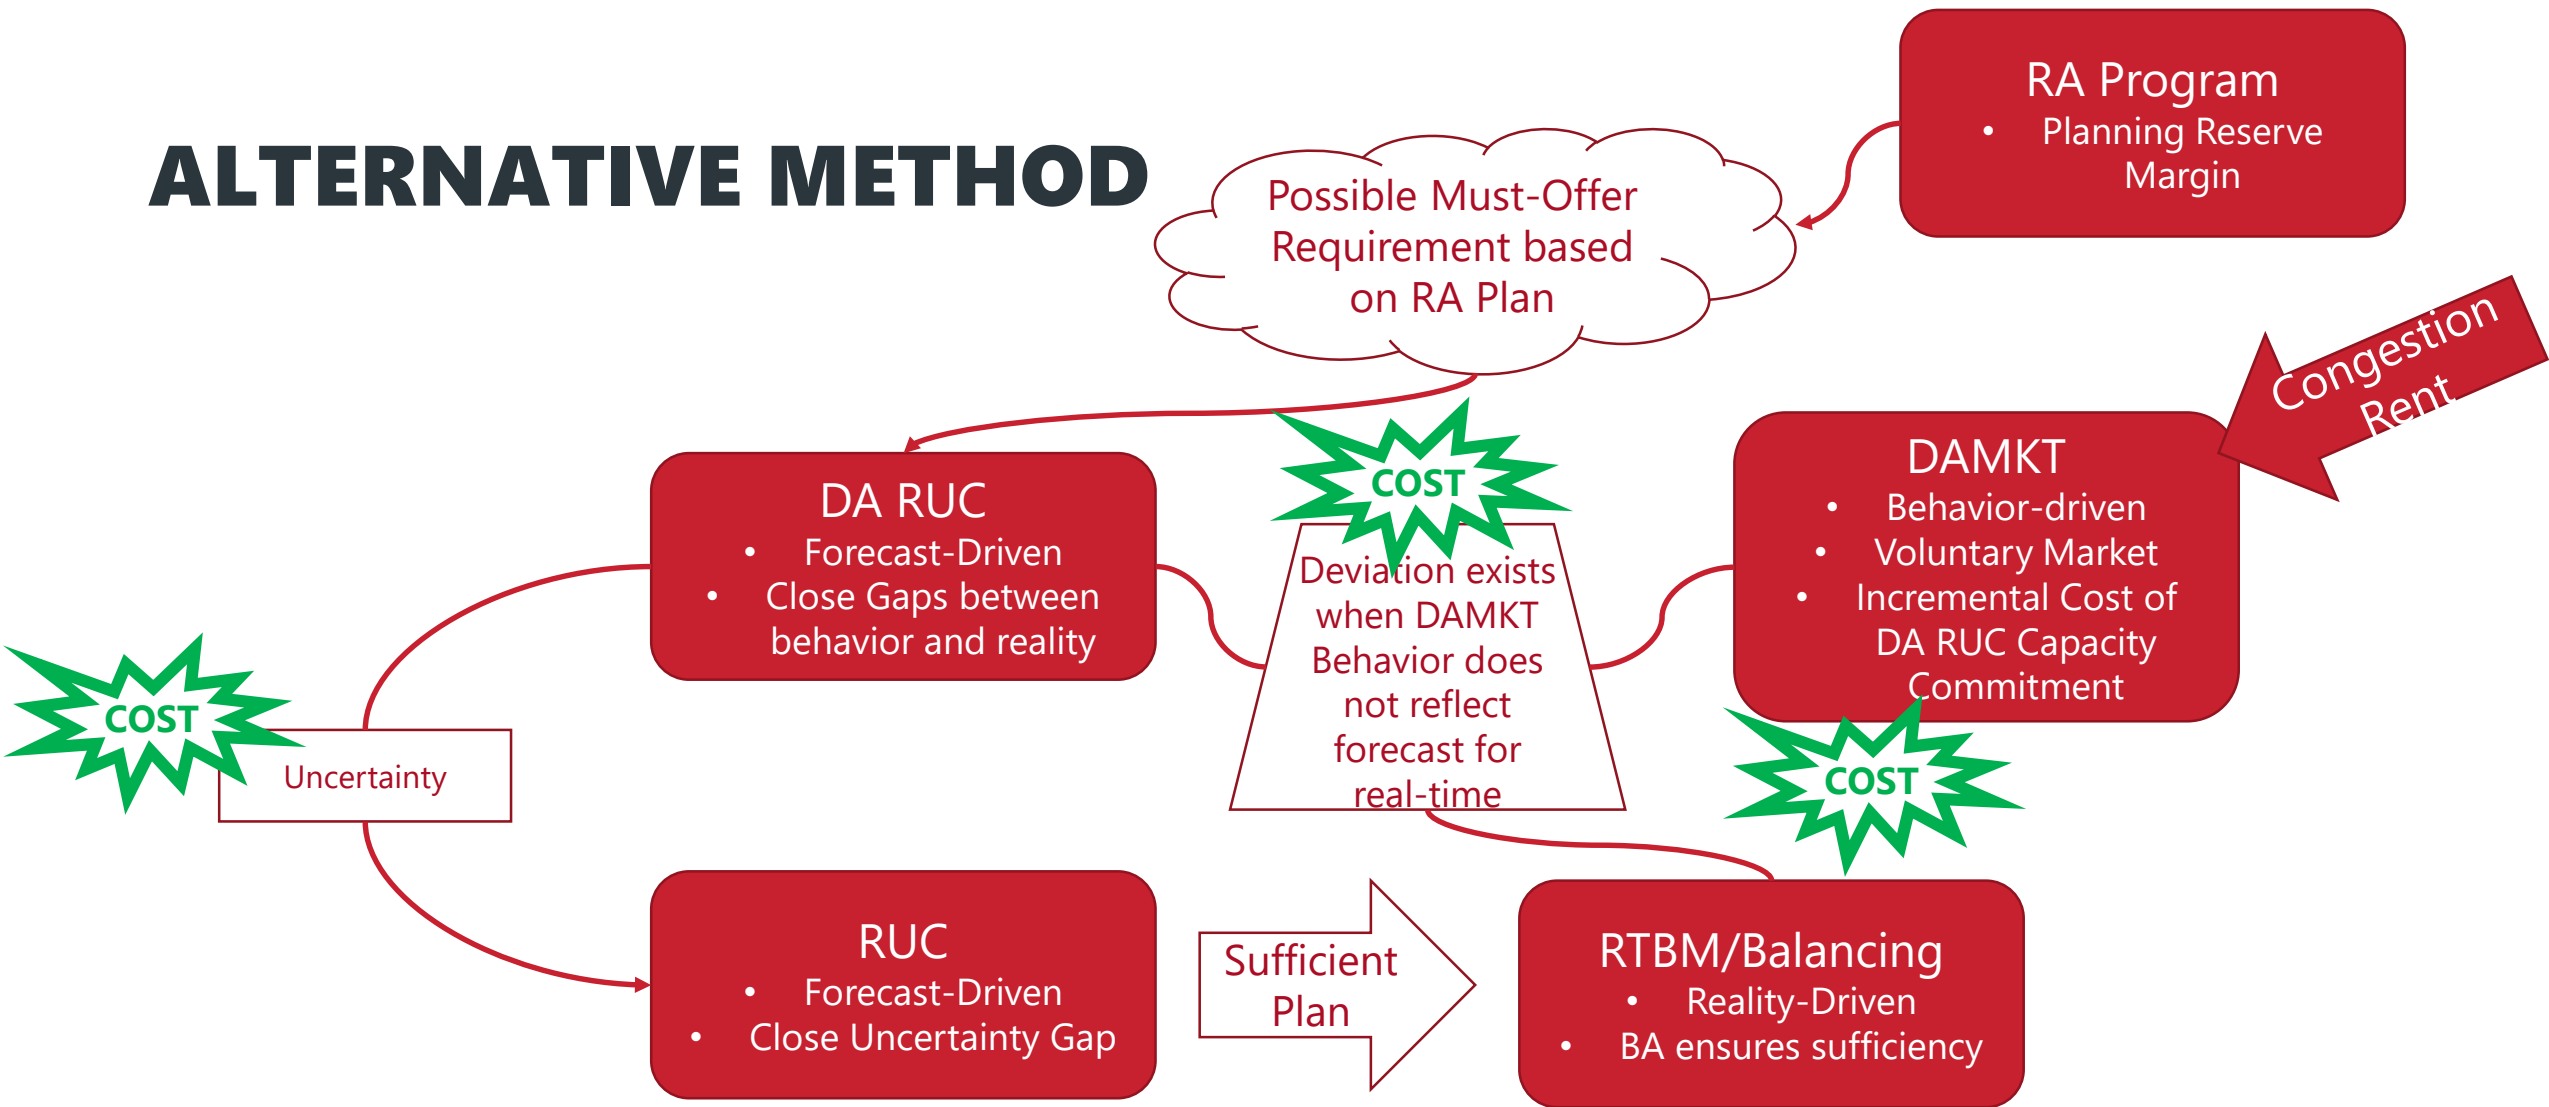 ALTERNATIVE METHOD
RA Program
• Planning Reserve
Margin
Possible Must-Offer
Requirement based
on RA Plan
Congestion
Rent
DA RUC
• Forecast-Driven
• Close Gaps between
behavior and reality
COST
Deviation exists
when DAMKT
Behavior does
not reflect
forecast for
real-time
DAMKT
• Behavior-driven
• Voluntary Market
• Incremental Cost of
DA RUC Capacity
Commitment
COST
Uncertainty
COST
RUC
• Forecast-Driven
• Close Uncertainty Gap
Sufficient
Plan
RTBM/Balancing
• Reality-Driven
• BA ensures sufficiency